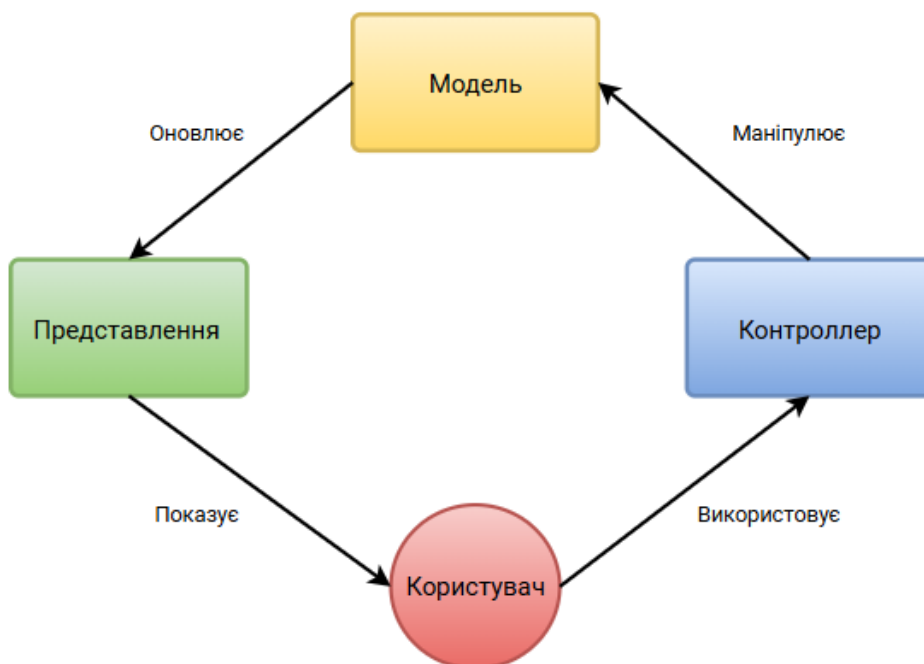 Модель
Оновлює
Маніпулює
Представлення
Контроллер
Показує
Використовує
Користувач